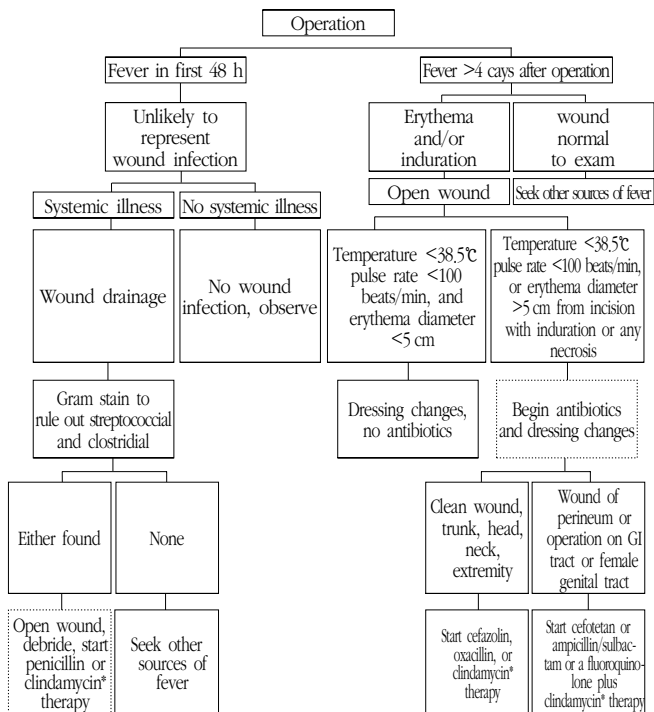 Operation
Fever in first 48 h
Fever >4 cays after operation
Unlikely to
represent
wound infection
Erythema
and/or
induration
wound
normal
to exam
Open wound
Seek other sources of fever
Systemic illness
No systemic illness
Wound drainage
No wound
infection, observe
Temperature <38.5℃
pulse rate <100
beats/min, and
erythema diameter
<5 cm
Temperature <38.5℃
pulse rate <100 beats/min,
or erythema diameter
>5 cm from incision
with induration or any
necrosis
Gram stain to
rule out streptococcial
and clostridial
Dressing changes,
no antibiotics
Begin antibiotics
and dressing changes
Either found
None
Clean wound,
trunk, head,
neck,
extremity
Wound of
perineum or
operation on GI
tract or female
genital tract
Open wound,
debride, start
penicillin or
clindamycin*
therapy
Seek other
sources of
fever
Start cefazolin,
oxacillin, or
clindamycin*
therapy
Start cefotetan or
ampicillin/sulbac-
tam or a fluoroquino-
lone plus
clindamycin* therapy